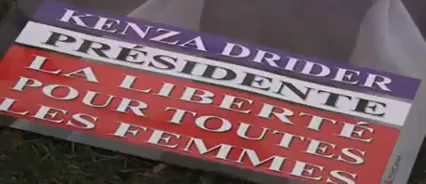 KENZA DRIDER
PRÉSIDENTE
LA LIBERTÉ
POUR TOUTES
LES FEMMES